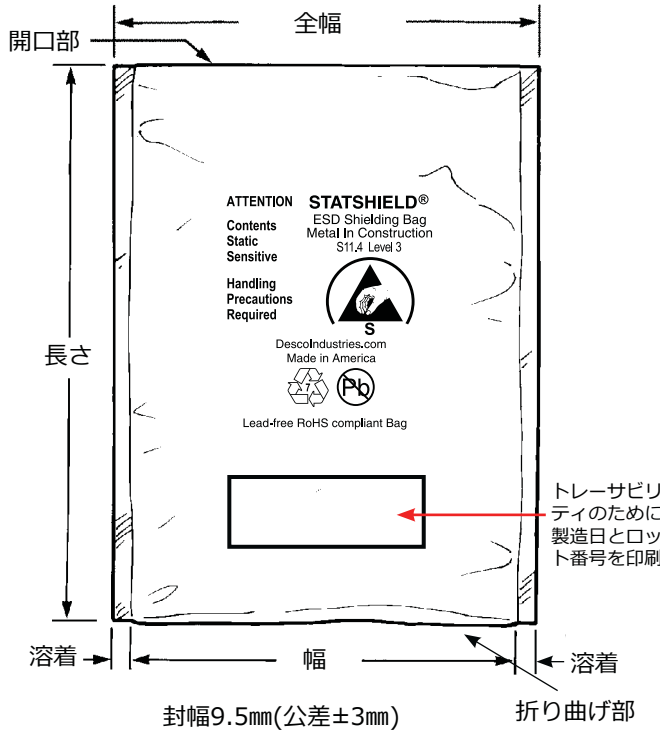 全幅
開口部
ATTENTION
Contents
Static
Sensitive
Handling
Precautions
Required
STATSHIELD®
ESD Shielding Bag
Metal In Construction
S11.4 Level 3
S
DescoIndustries.com
Made in America
7
Pb
Lead-free RoHS compliant Bag
長さ
トレーサビリ
ティのために
製造日とロッ
ト番号を印刷
溶着
幅
溶着
封幅9.5㎜(公差±3㎜)
折り曲げ部